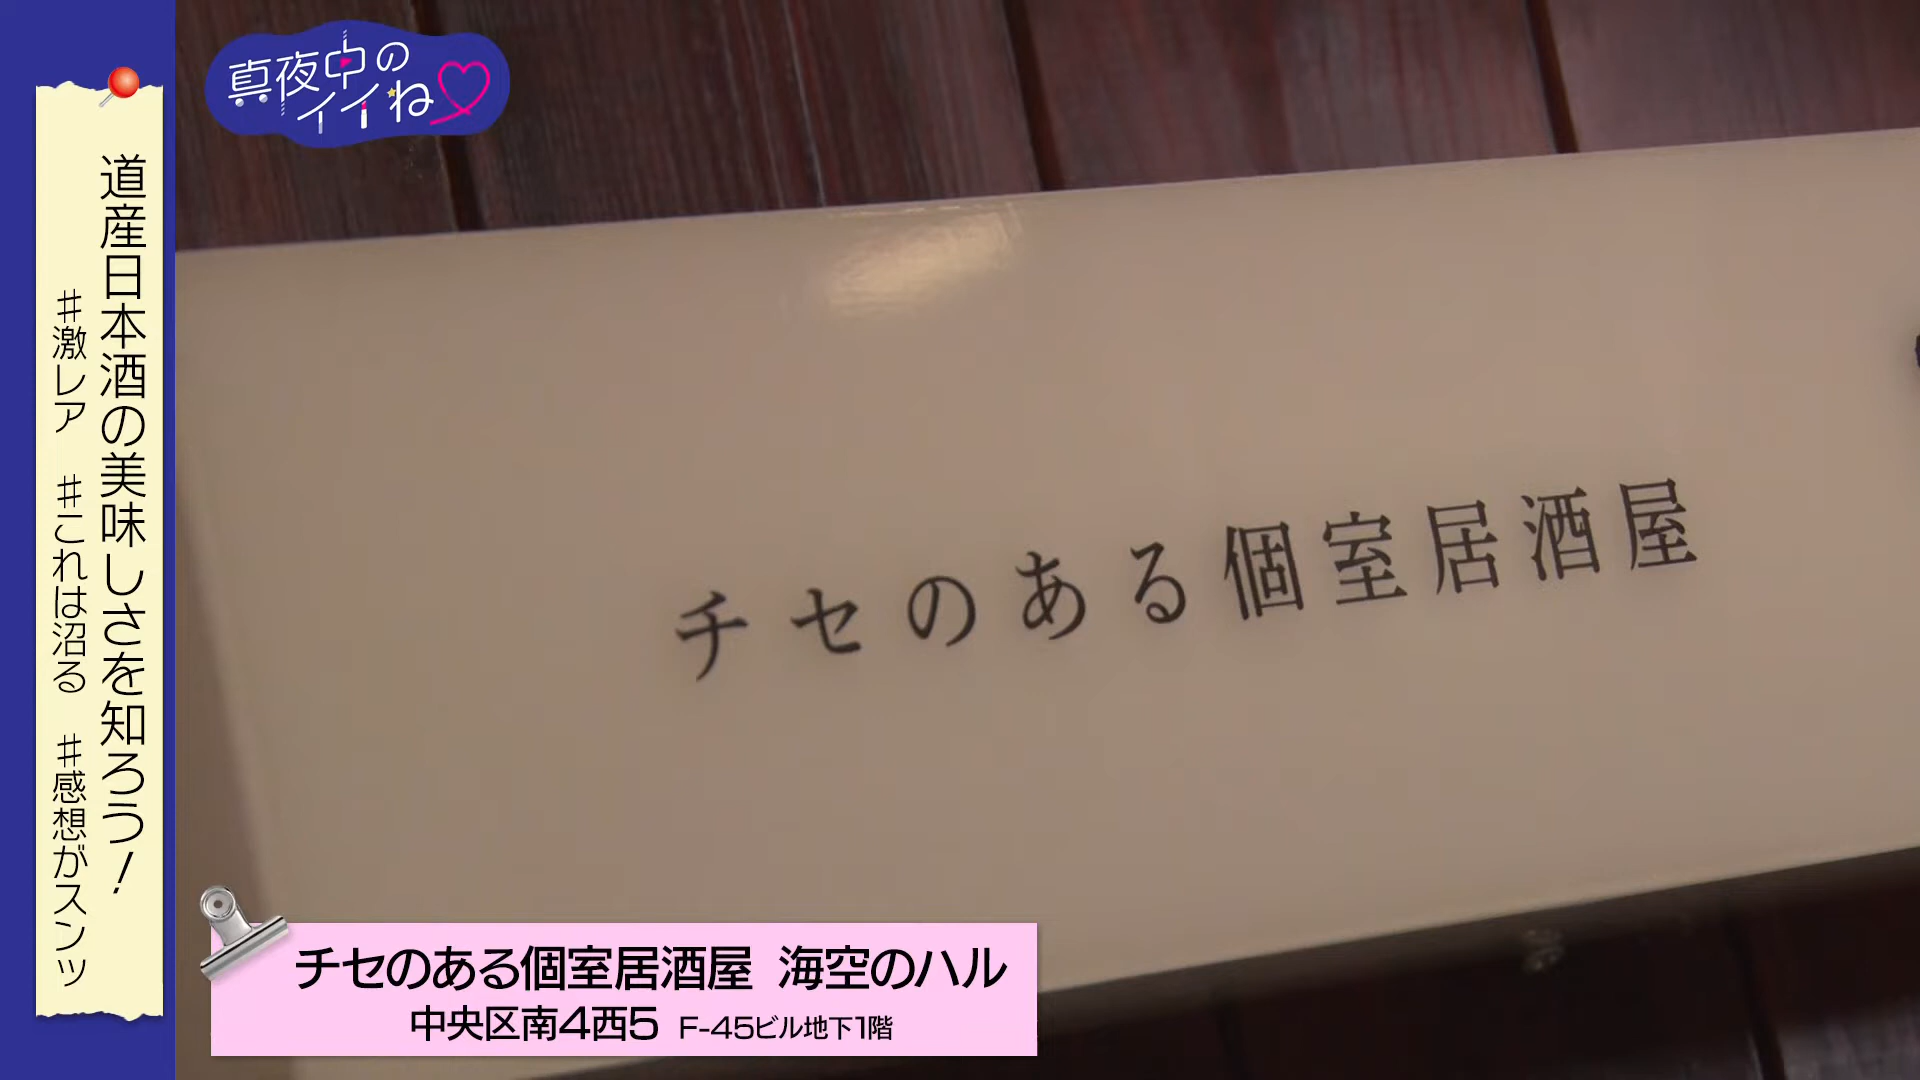 真夜中の
イイね
道産日本酒の美味しさを知ろう!
#激レア #これは沼る #感想がスンッ
チセのある個室居酒屋
チセのある個室居酒屋 海空のハル
中央区南4西5 F-45ビル地下1階